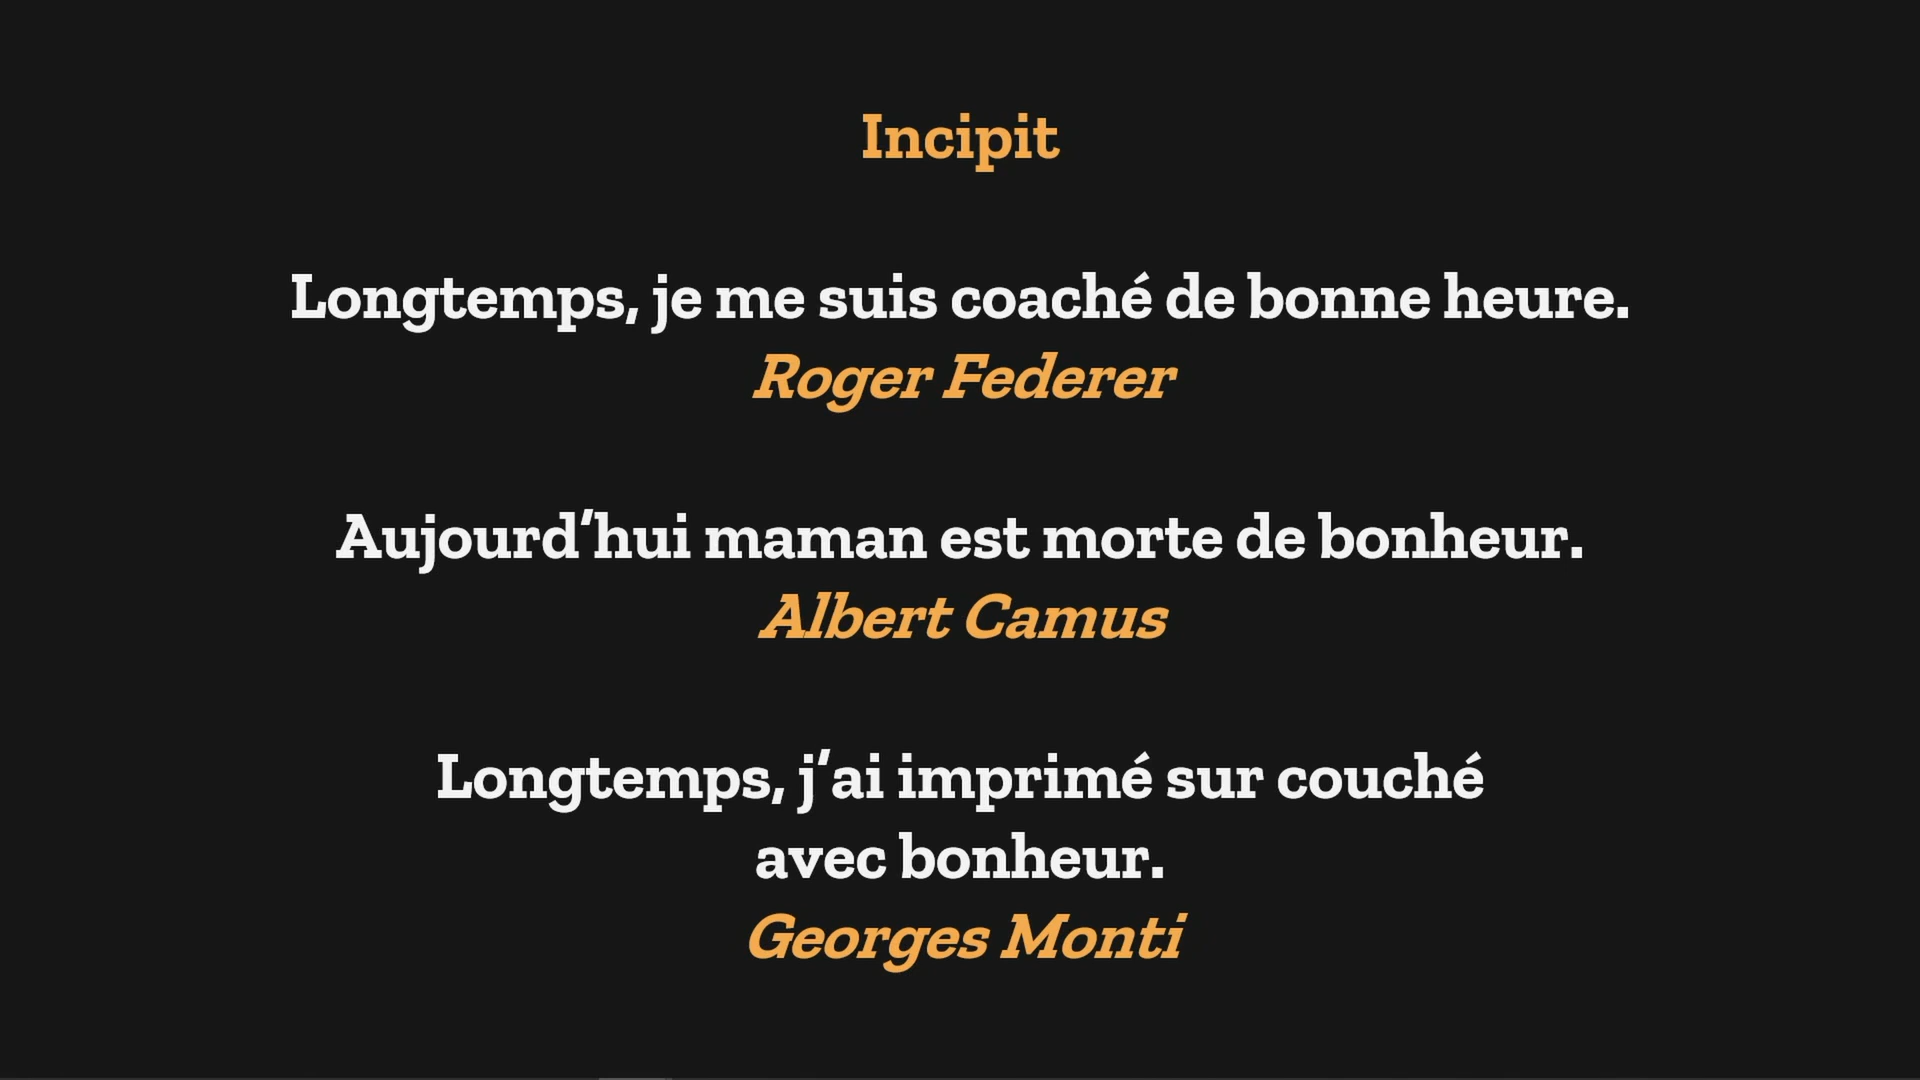 Incipit
Longtemps, je me suis coaché de bonne heure.
Roger Federer
Aujourd’hui maman est morte de bonheur.
Albert Camus
Longtemps, j’ai imprimé sur couché
avec bonheur.
Georges Monti